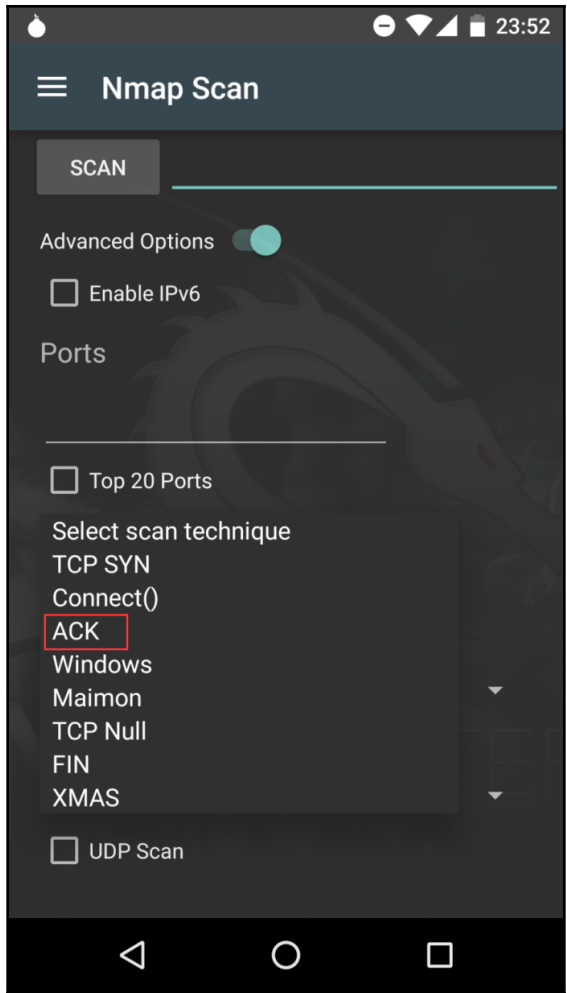 23:52
Nmap Scan
SCAN
Advanced Options
Enable IPv6
Ports
Top 20 Ports
Select scan technique
TCP SYN
Connect()
ACK
Windows
Maimon
TCP Null
FIN
XMAS
UDP Scan